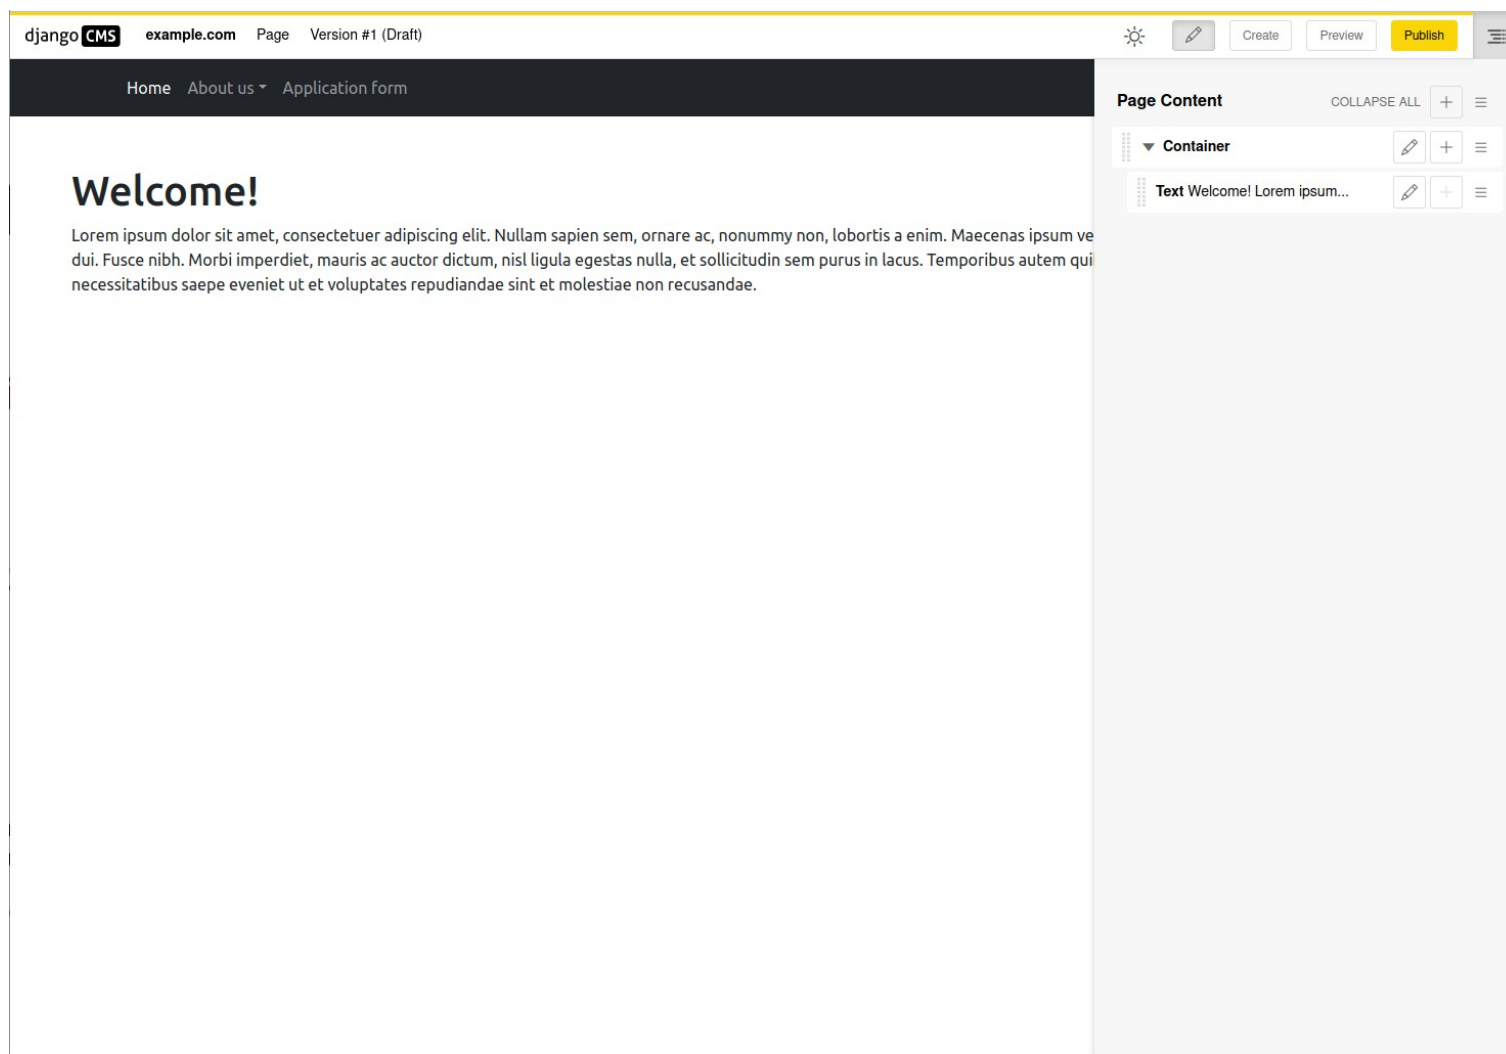 django CMS example.com Page Version #1 (Draft) Create Preview Publish
Home About us Application form
Page Content COLLAPSE ALL
Container
Text Welcome! Lorem ipsum...
Welcome!
Lorem ipsum dolor sit amet, consectetuer adipiscing elit. Nullam sapien sem, ornare ac, nonummy non, lobortis a enim. Maecenas ipsum ve
dui. Fusce nibh. Morbi imperdiet, mauris ac auctor dictum, nisl ligula egestas nulla, et sollicitudin sem purus in lacus. Temporibus autem qui
necessitatibus saepe eveniet ut et voluptates repudiandae sint et molestiae non recusandae.